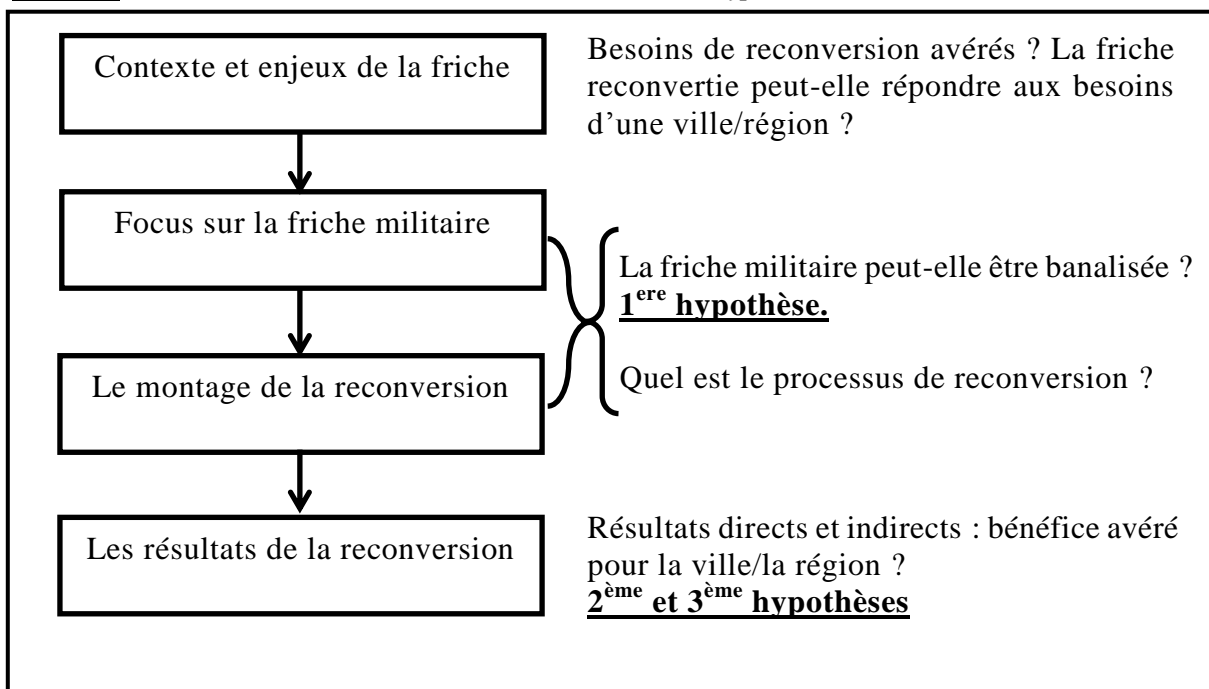 Contexte et enjeux de la friche
Besoins de reconversion avérés ? La friche
reconvertie peut-elle répondre aux besoins
d’une ville/région ?
Focus sur la friche militaire
La friche militaire peut-elle être banalisée ?
1ere hypothèse.
Le montage de la reconversion
Quel est le processus de reconversion ?
Les résultats de la reconversion
Résultats directs et indirects : bénéfice avéré
pour la ville/la région ?
2ème et 3ème hypothèses